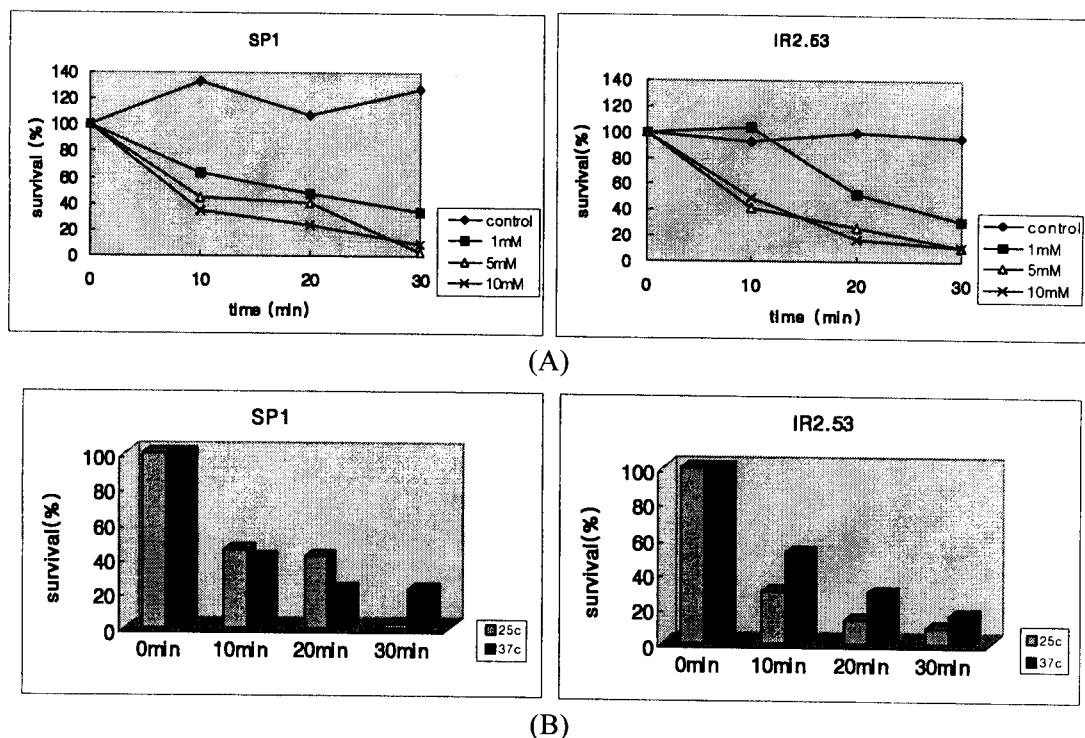 SP1
survival (%)
140
120
100
80
60
40
20
0
0
10
20
30
time (min)
control
1mM
5mM
10mM
IR2.53
survival(%)
140
120
100
80
60
40
20
0
0
10
20
30
time (min)
control
1mM
5mM
10mM
(A)
SP1
survival(%)
100
80
60
40
20
0
0min
10min
20min
30min
25c
37c
IR2.53
survival(%)
100
80
60
40
20
0
0min
10min
20min
30min
25c
37c
(B)